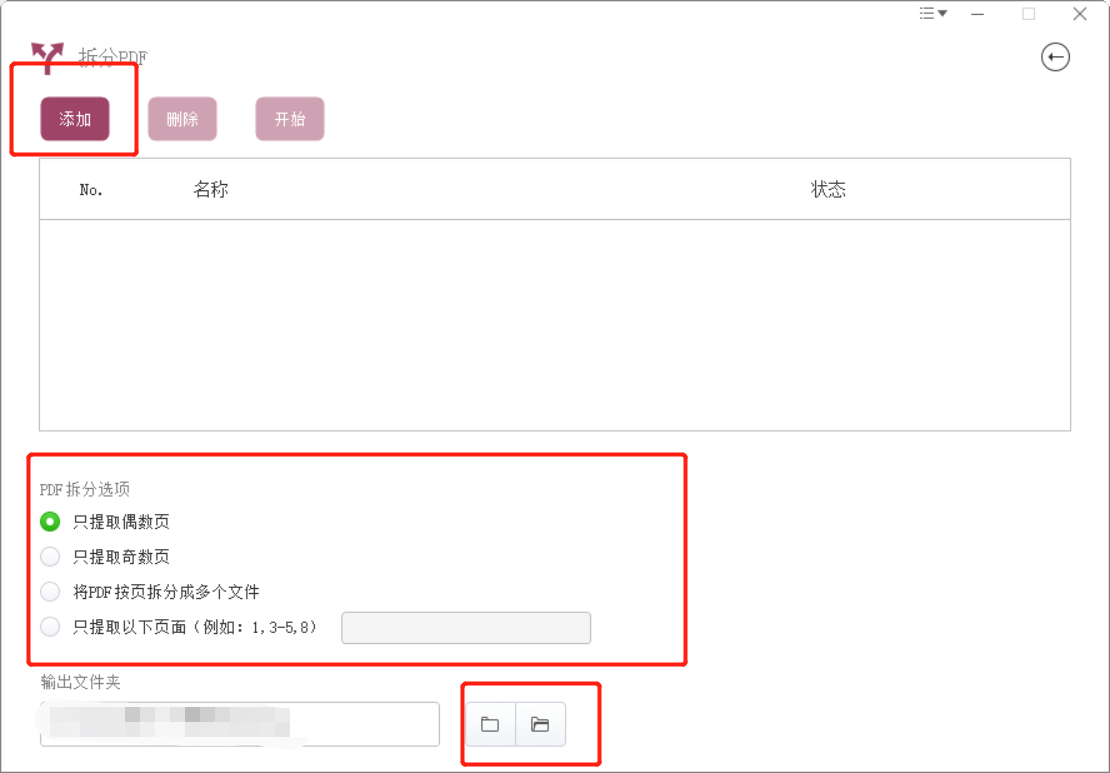 拆分PDF
添加 删除 开始
No. 名称 状态
PDF拆分选项
只提取偶数页
只提取奇数页
将PDF按页拆分成多个文件
只提取以下页面（例如：1,3-5,8）
输出文件夹